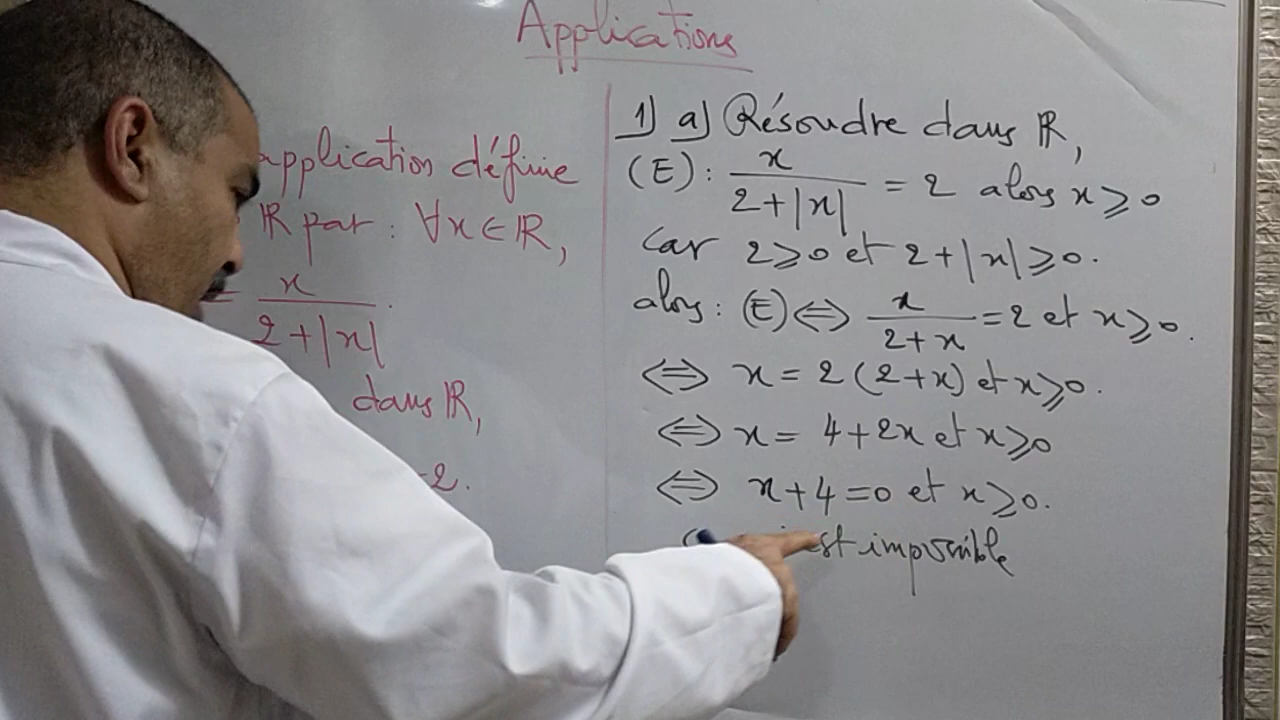 Applications
application définie
ℝ par : ∀x∈ℝ,
= x/(2+|x|).
dans ℝ,
=2.
1) a) Résoudre dans ℝ,
(E) : x/(2+|x|) = 2 alors x⩾0
car 2⩾0 et 2+|x|⩾0.
alors : (E)⇔ x/(2+x) = 2 et x⩾0.
⇔ x = 2(2+x) et x⩾0.
⇔ x = 4+2x et x⩾0
⇔ x+4=0 et x⩾0.
est impossible